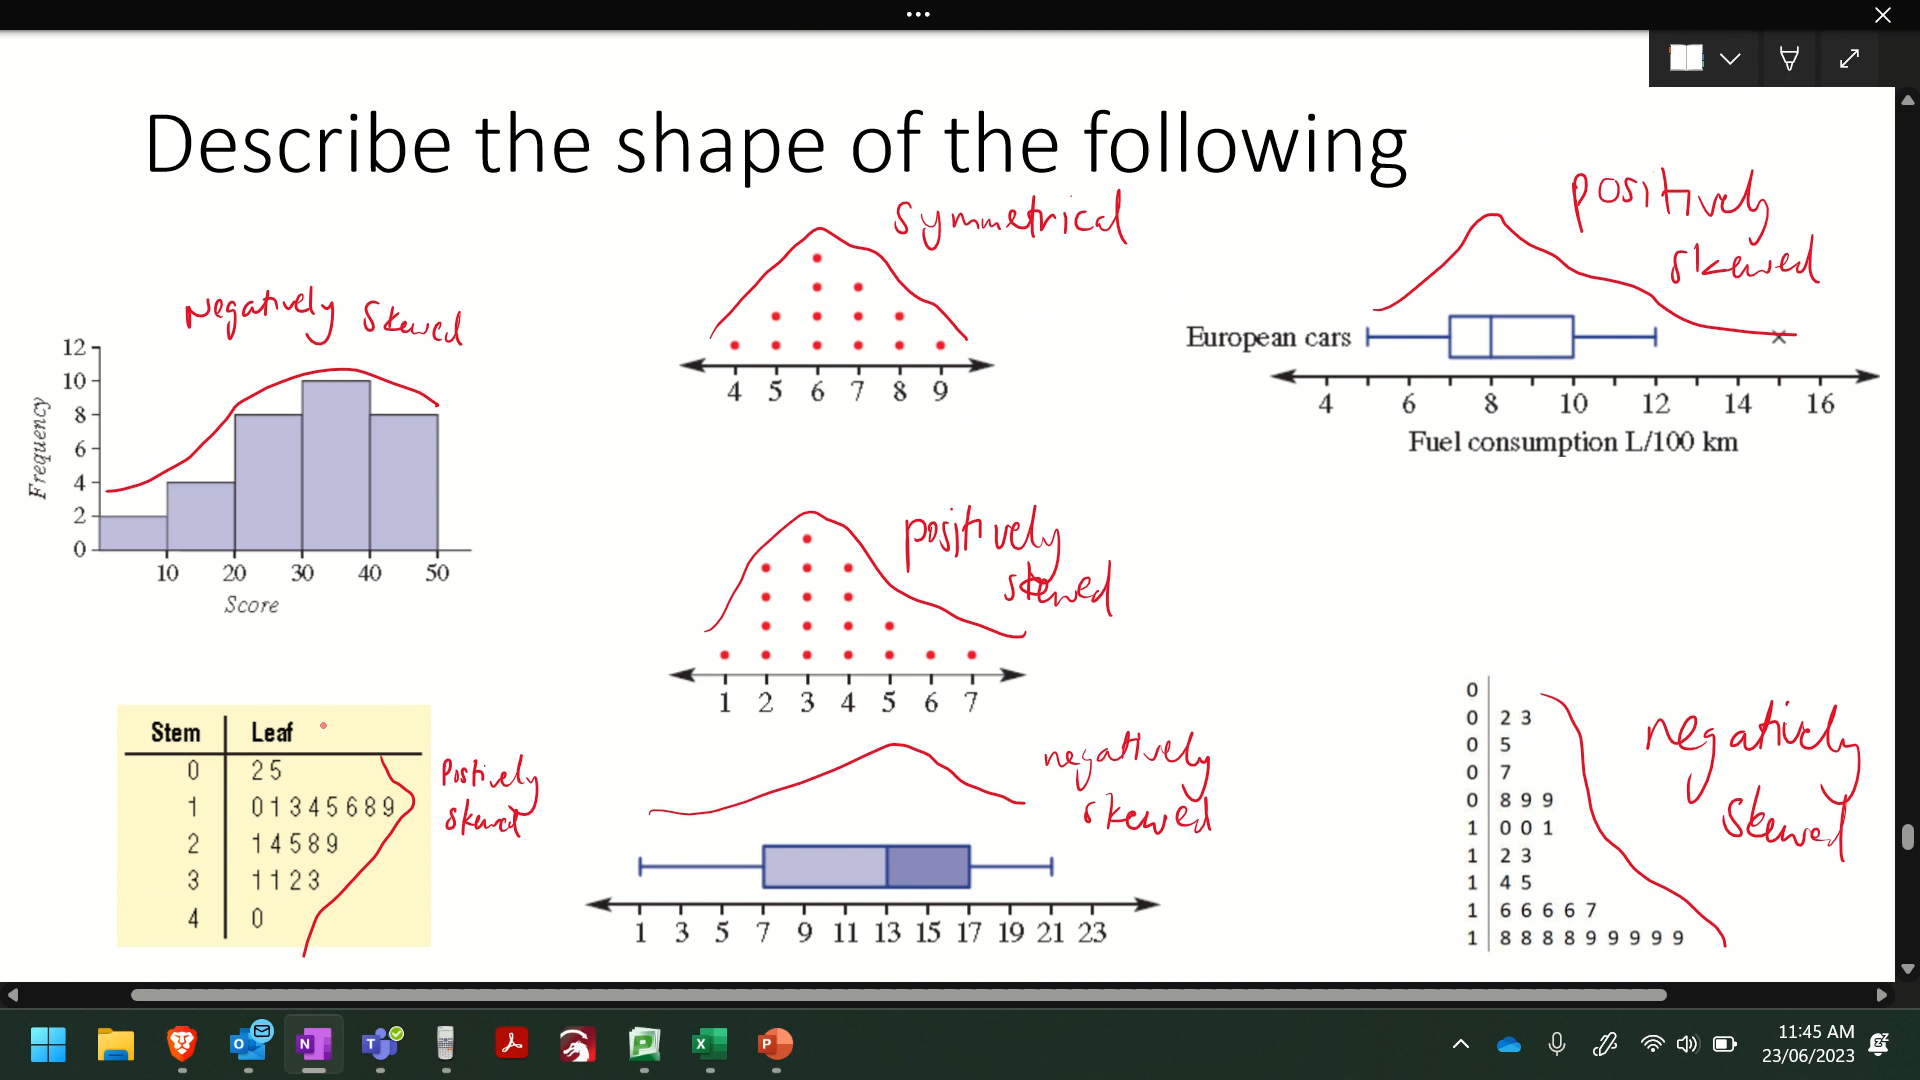 Describe the shape of the following
Negatively Skewed
12
10
8
6
4
2
0
Frequency
10 20 30 40 50
Score
symmetrical
4 5 6 7 8 9
positively
skewed
European cars
4 6 8 10 12 14 16
Fuel consumption L/100 km
positively
skewed
1 2 3 4 5 6 7
Stem Leaf
0 2 5
1 0 1 3 4 5 6 8 9
2 1 4 5 8 9
3 1 1 2 3
4 0
Postively
skewed
negatively
skewed
1 3 5 7 9 11 13 15 17 19 21 23
0
0 2 3
0 5
0 7
0 8 9 9
1 0 0 1
1 2 3
1 4 5
1 6 6 6 6 7
1 8 8 8 8 9 9 9 9 9
negatively
skewed
11:45 AM
23/06/2023